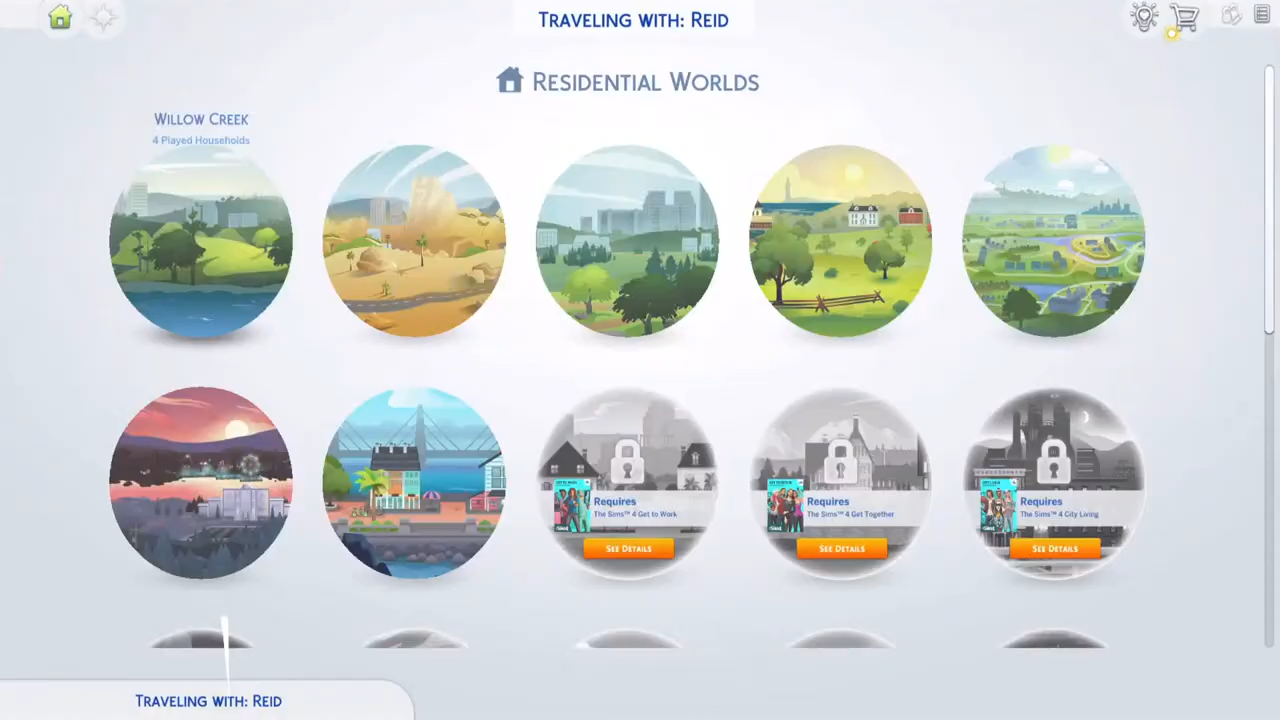 Traveling with: Reid
Residential Worlds
Willow Creek
4 Played Households
Requires
The Sims™ 4 Get to Work
See Details
Requires
The Sims™ 4 Get Together
See Details
Requires
The Sims™ 4 City Living
See Details
Traveling with: Reid